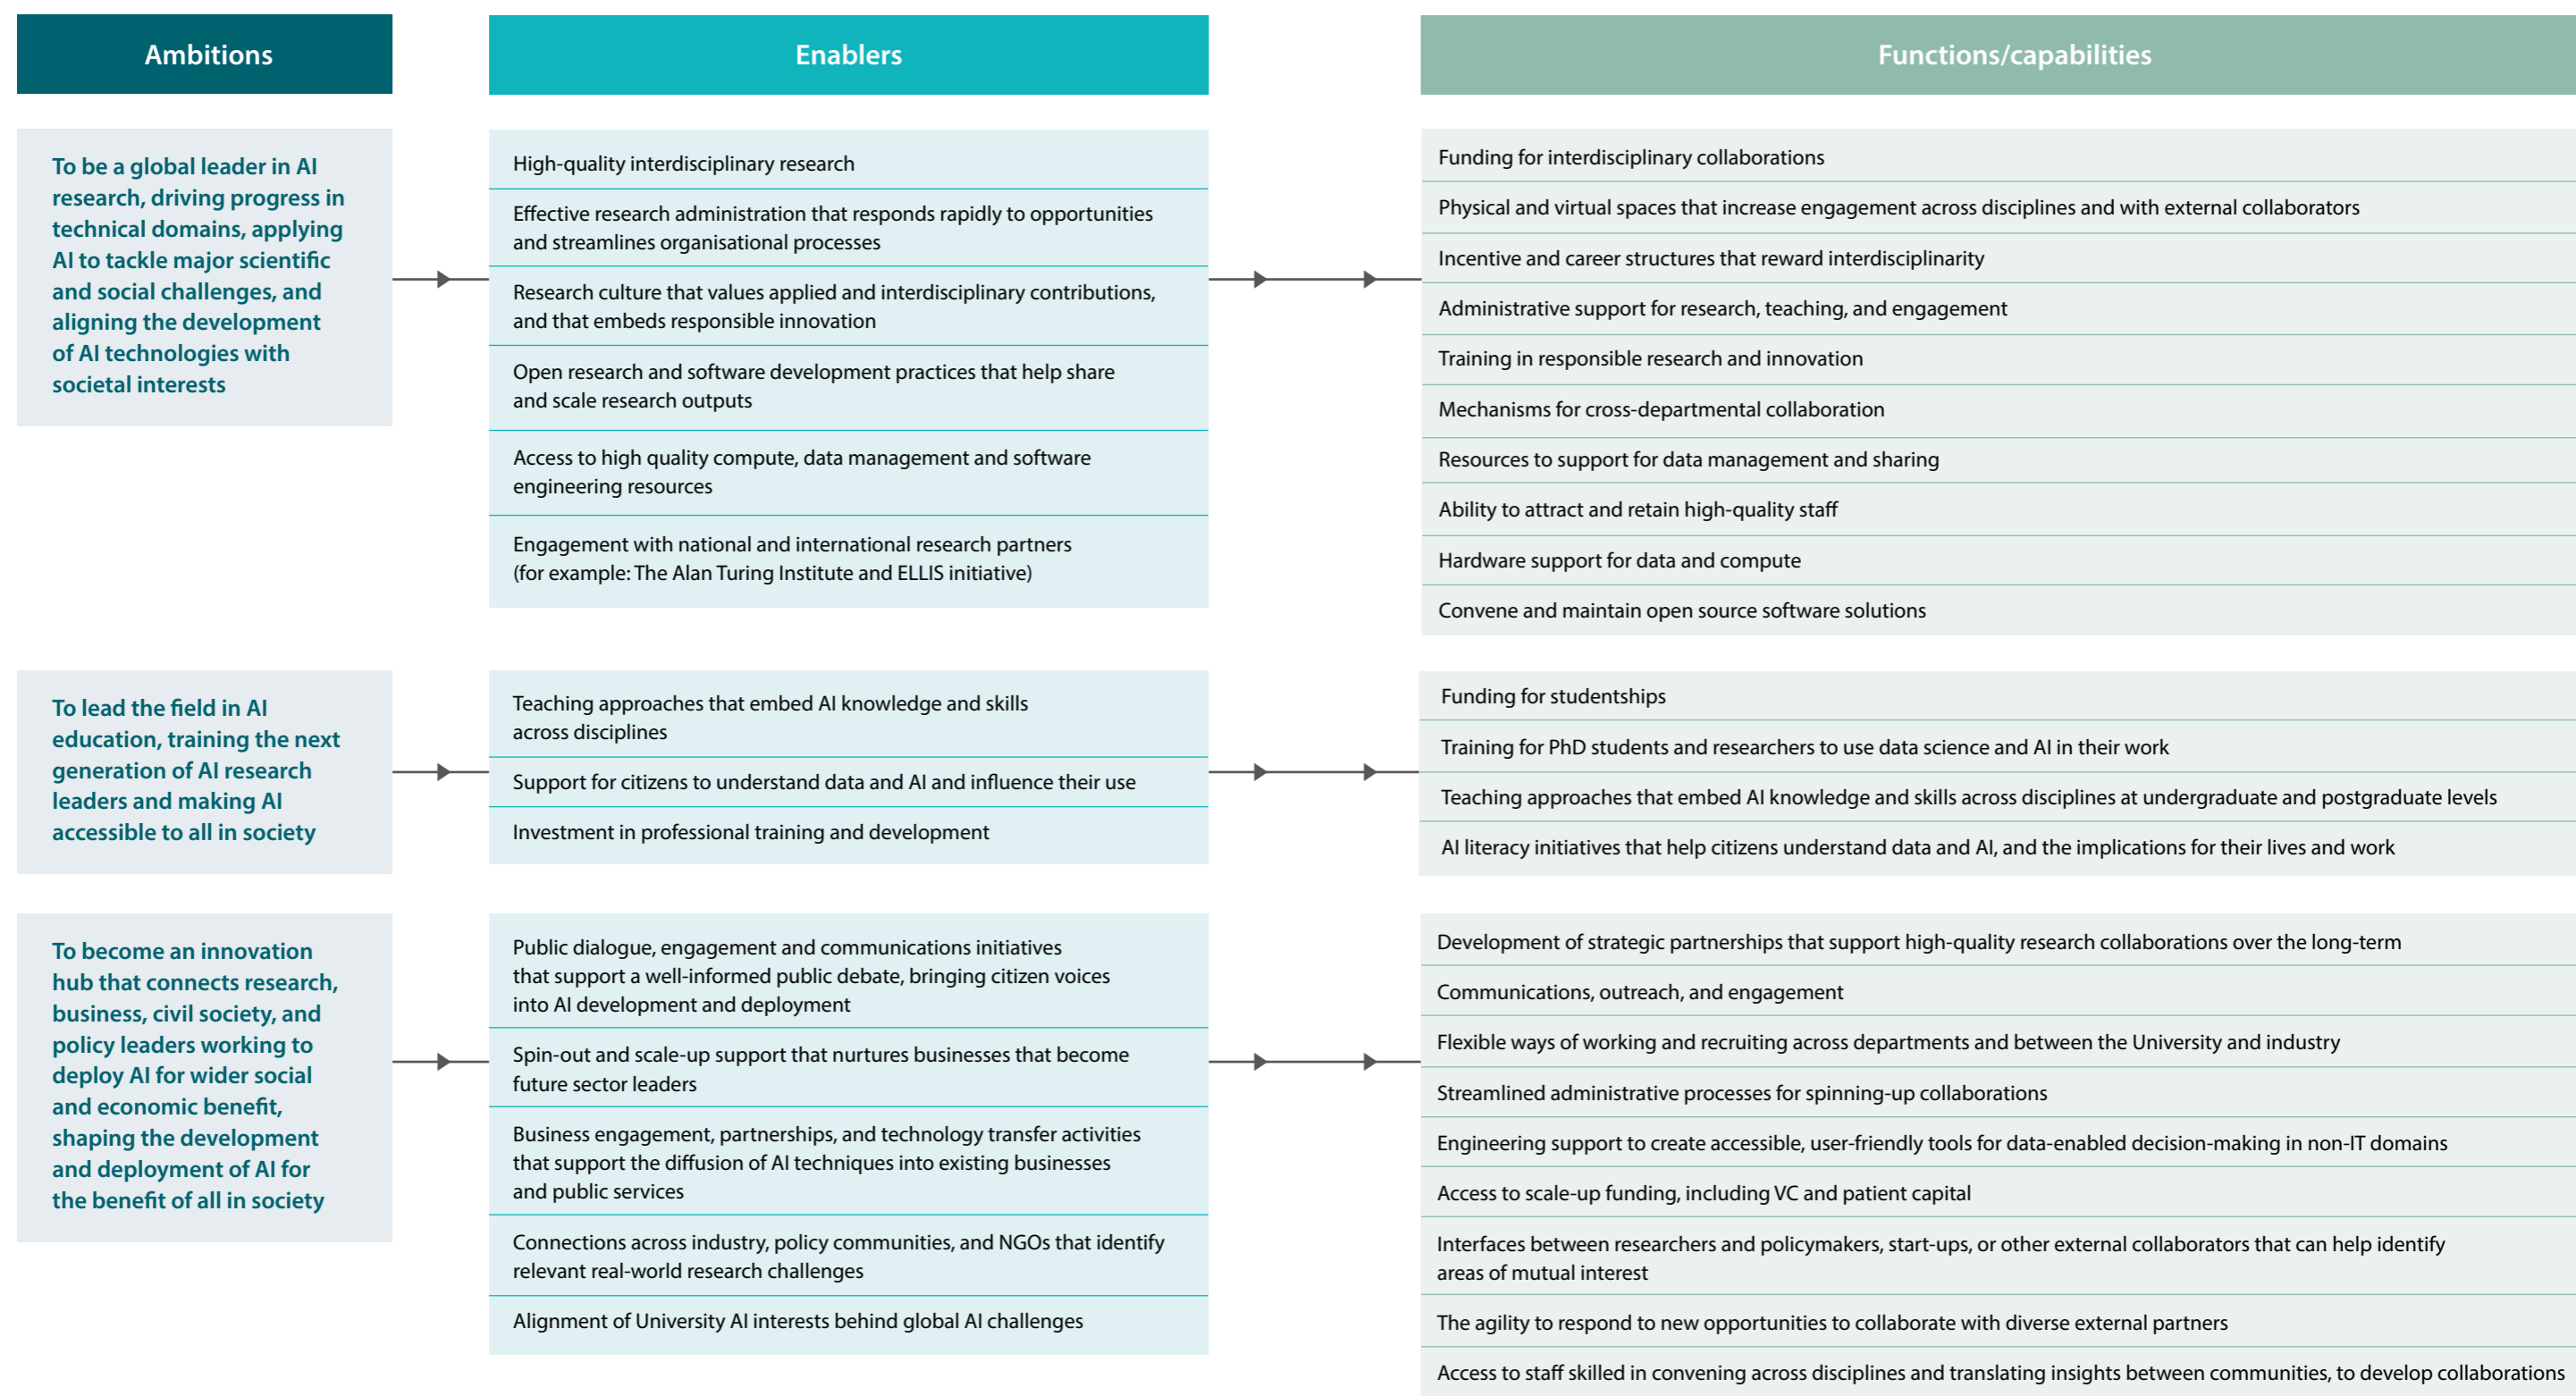 Ambitions
Enablers
Functions/capabilities
To be a global leader in AI
research, driving progress in
technical domains, applying
AI to tackle major scientific
and social challenges, and
aligning the development
of AI technologies with
societal interests
High-quality interdisciplinary research
Effective research administration that responds rapidly to opportunities
and streamlines organisational processes
Research culture that values applied and interdisciplinary contributions,
and that embeds responsible innovation
Open research and software development practices that help share
and scale research outputs
Access to high quality compute, data management and software
engineering resources
Engagement with national and international research partners
(for example: The Alan Turing Institute and ELLIS initiative)
Funding for interdisciplinary collaborations
Physical and virtual spaces that increase engagement across disciplines and with external collaborators
Incentive and career structures that reward interdisciplinarity
Administrative support for research, teaching, and engagement
Training in responsible research and innovation
Mechanisms for cross-departmental collaboration
Resources to support for data management and sharing
Ability to attract and retain high-quality staff
Hardware support for data and compute
Convene and maintain open source software solutions
To lead the field in AI
education, training the next
generation of AI research
leaders and making AI
accessible to all in society
Teaching approaches that embed AI knowledge and skills
across disciplines
Support for citizens to understand data and AI and influence their use
Investment in professional training and development
Funding for studentships
Training for PhD students and researchers to use data science and AI in their work
Teaching approaches that embed AI knowledge and skills across disciplines at undergraduate and postgraduate levels
AI literacy initiatives that help citizens understand data and AI, and the implications for their lives and work
To become an innovation
hub that connects research,
business, civil society, and
policy leaders working to
deploy AI for wider social
and economic benefit,
shaping the development
and deployment of AI for
the benefit of all in society
Public dialogue, engagement and communications initiatives
that support a well-informed public debate, bringing citizen voices
into AI development and deployment
Spin-out and scale-up support that nurtures businesses that become
future sector leaders
Business engagement, partnerships, and technology transfer activities
that support the diffusion of AI techniques into existing businesses
and public services
Connections across industry, policy communities, and NGOs that identify
relevant real-world research challenges
Alignment of University AI interests behind global AI challenges
Development of strategic partnerships that support high-quality research collaborations over the long-term
Communications, outreach, and engagement
Flexible ways of working and recruiting across departments and between the University and industry
Streamlined administrative processes for spinning-up collaborations
Engineering support to create accessible, user-friendly tools for data-enabled decision-making in non-IT domains
Access to scale-up funding, including VC and patient capital
Interfaces between researchers and policymakers, start-ups, or other external collaborators that can help identify
areas of mutual interest
The agility to respond to new opportunities to collaborate with diverse external partners
Access to staff skilled in convening across disciplines and translating insights between communities, to develop collaborations